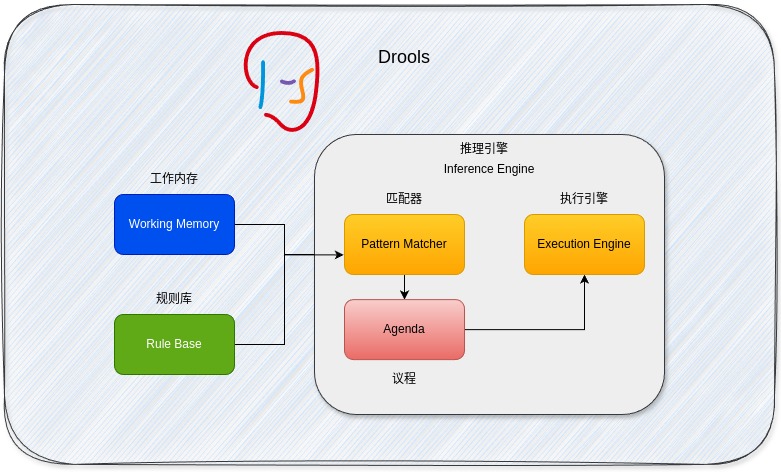 Drools
推理引擎
Inference Engine
工作内存
Working Memory
规则库
Rule Base
匹配器
Pattern Matcher
执行引擎
Execution Engine
Agenda
议程